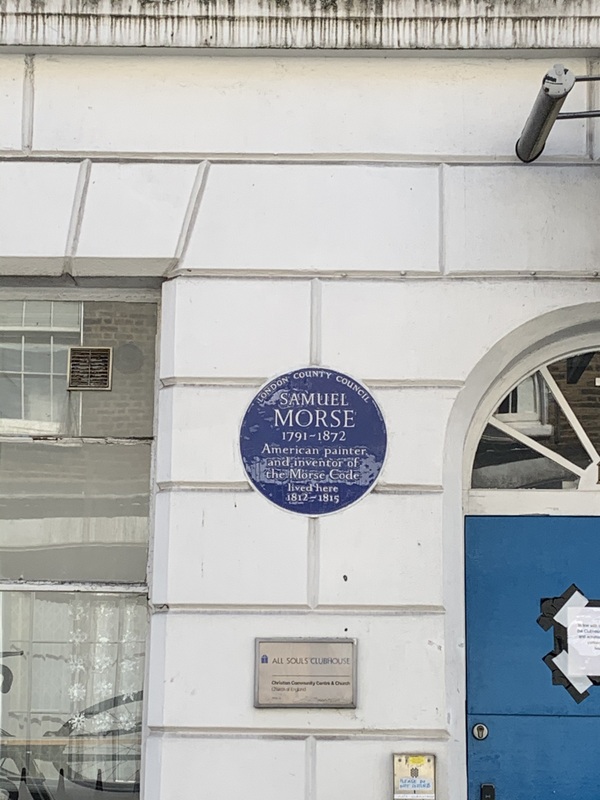 LONDON COUNTY COUNCIL
SAMUEL
MORSE
1791-1872
American painter
and inventor of
the Morse Code
lived here
1812-1815
ALL SOULS CLUBHOUSE
Christian Community Centre & Church
Church of England